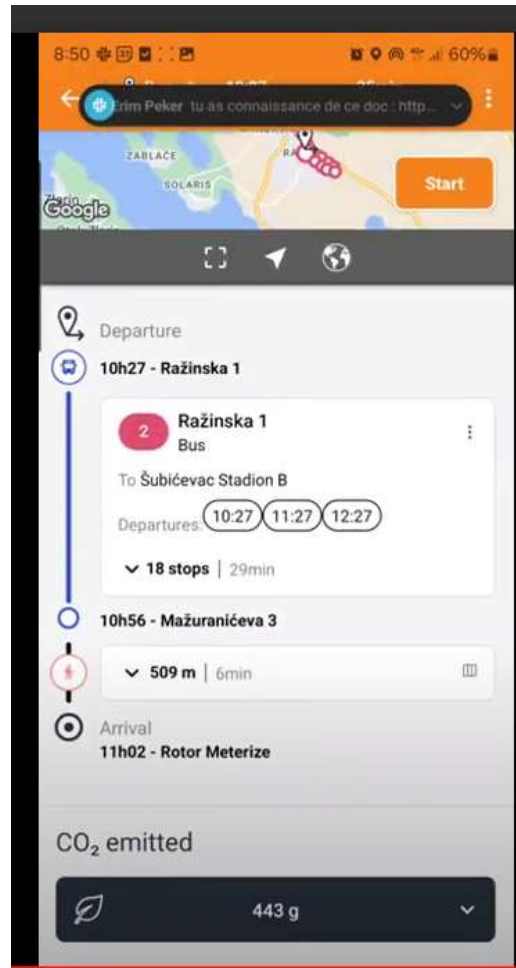 8:50
60%
Erim Peker tu as connaissance de ce doc : http...
ZABLAĆE
SOLARIS
RA
Google
Start
Departure
10h27 - Ražinska 1
2
Ražinska 1
Bus
To Šubićevac Stadion B
Departures:
10:27
11:27
12:27
18 stops | 29min
10h56 - Mažuranićeva 3
509 m | 6min
Arrival
11h02 - Rotor Meterize
CO₂ emitted
443 g